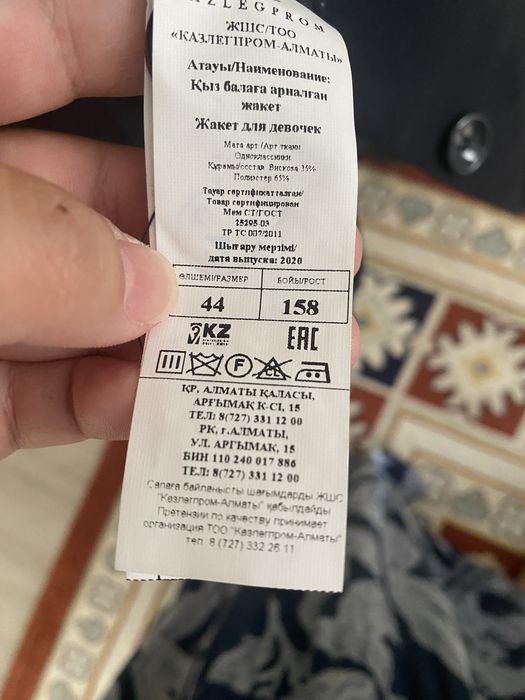 ZLEGPROM
ЖШС/ТОО
«КАЗЛЕГПРОМ-АЛМАТЫ»
Атауы/Наименование:
Қыз балаға арналған
жакет
Жакет для девочек
Мата арт/Арт ткани
Одноклассники
Құрамы/состав Вискоза 35%
Полиэстер 65%
Тауар сертификатталған/
Товар сертифицирован
Мем СТ/ГОСТ
25295-03
ТР ТС 007/2011
Шығару мерзімі/
дата выпуска: 2020
ӨЛШЕМІ/РАЗМЕР БОЙЫ/РОСТ
44 158
KZ EAC
F CL
ҚР, АЛМАТЫ ҚАЛАСЫ,
АРҒЫМАҚ К-СІ, 15
ТЕЛ: 8(727) 331 12 00
РК, г.АЛМАТЫ,
УЛ. АРГЫМАК, 15
БИН 110 240 017 886
ТЕЛ: 8(727) 331 12 00
Сапаға байланысты шағымдарды ЖШС
"Казлегпром-Алматы" қабылдайды
Претензии по качеству принимает
организация ТОО "Казлегпром-Алматы"
тел: 8 (727) 332 26 11